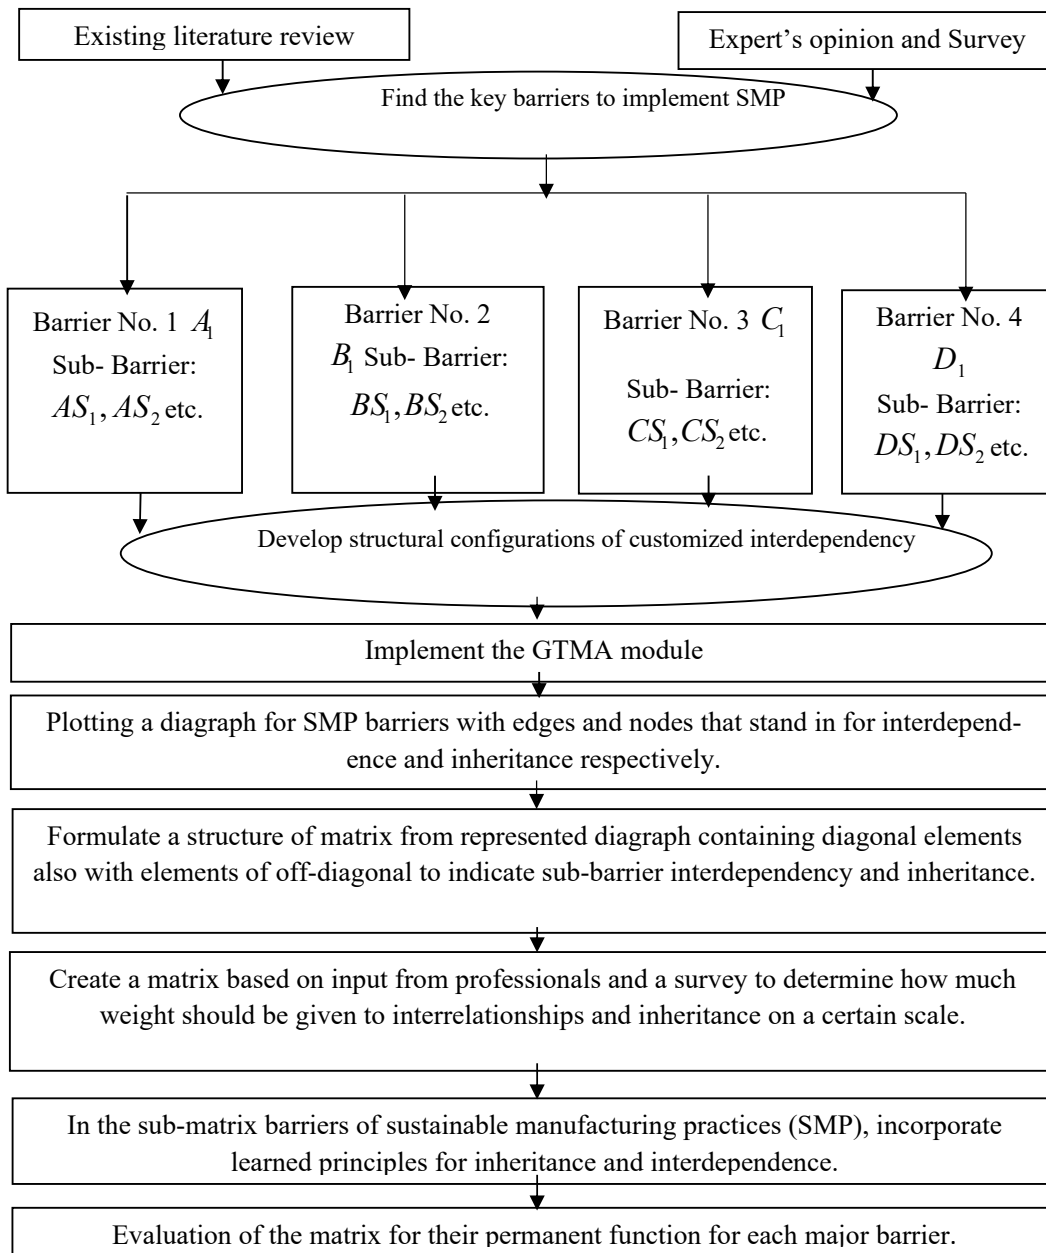 Existing literature review
Expert's opinion and Survey
Find the key barriers to implement SMP
Barrier No. 1 A₁
Sub- Barrier:
AS₁, AS₂ etc.
Barrier No. 2
B₁ Sub- Barrier:
BS₁, BS₂ etc.
Barrier No. 3 C₁
Sub- Barrier:
CS₁, CS₂ etc.
Barrier No. 4
D₁
Sub- Barrier:
DS₁, DS₂ etc.
Develop structural configurations of customized interdependency
Implement the GTMA module
Plotting a diagraph for SMP barriers with edges and nodes that stand in for interdepend-
ence and inheritance respectively.
Formulate a structure of matrix from represented diagraph containing diagonal elements
also with elements of off-diagonal to indicate sub-barrier interdependency and inheritance.
Create a matrix based on input from professionals and a survey to determine how much
weight should be given to interrelationships and inheritance on a certain scale.
In the sub-matrix barriers of sustainable manufacturing practices (SMP), incorporate
learned principles for inheritance and interdependence.
Evaluation of the matrix for their permanent function for each major barrier.